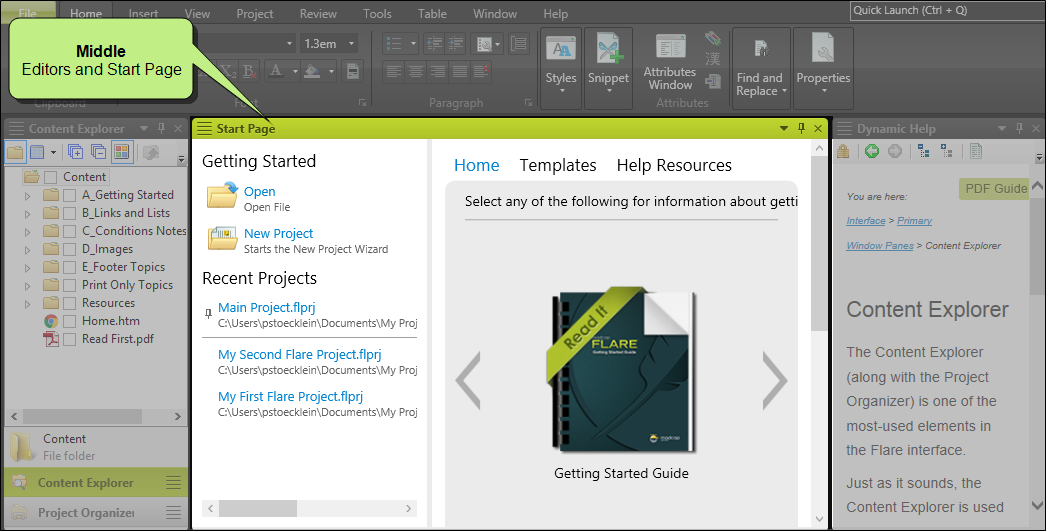 File Home Insert View Project Review Tools Table Window Help
Quick Launch (Ctrl + Q)
Middle
Editors and Start Page
1.3em
X₂ B A
Styles
Snippet
Attributes
Window
漢
Find and
Replace
Properties
Clipboard Font Paragraph Attributes
Content Explorer
Content
A_Getting Started
B_Links and Lists
C_Conditions Notes
D_Images
E_Footer Topics
Print Only Topics
Resources
Home.htm
Read First.pdf
Content
File folder
Content Explorer
Project Organizer
Start Page
Getting Started
Open
Open File
New Project
Starts the New Project Wizard
Recent Projects
Main Project.flprj
C:\Users\pstoecklein\Documents\My Proj
My Second Flare Project.flprj
C:\Users\pstoecklein\Documents\My Proj
My First Flare Project.flprj
C:\Users\pstoecklein\Documents\My Proj
Home Templates Help Resources
Select any of the following for information about getti
Read It
FLARE
Getting Started Guide
Getting Started Guide
Dynamic Help
PDF Guide
You are here:
Interface > Primary
Window Panes > Content Explorer
Content Explorer
The Content Explorer
(along with the Project
Organizer) is one of the
most-used elements in
the Flare interface.
Just as it sounds, the
Content Explorer is used